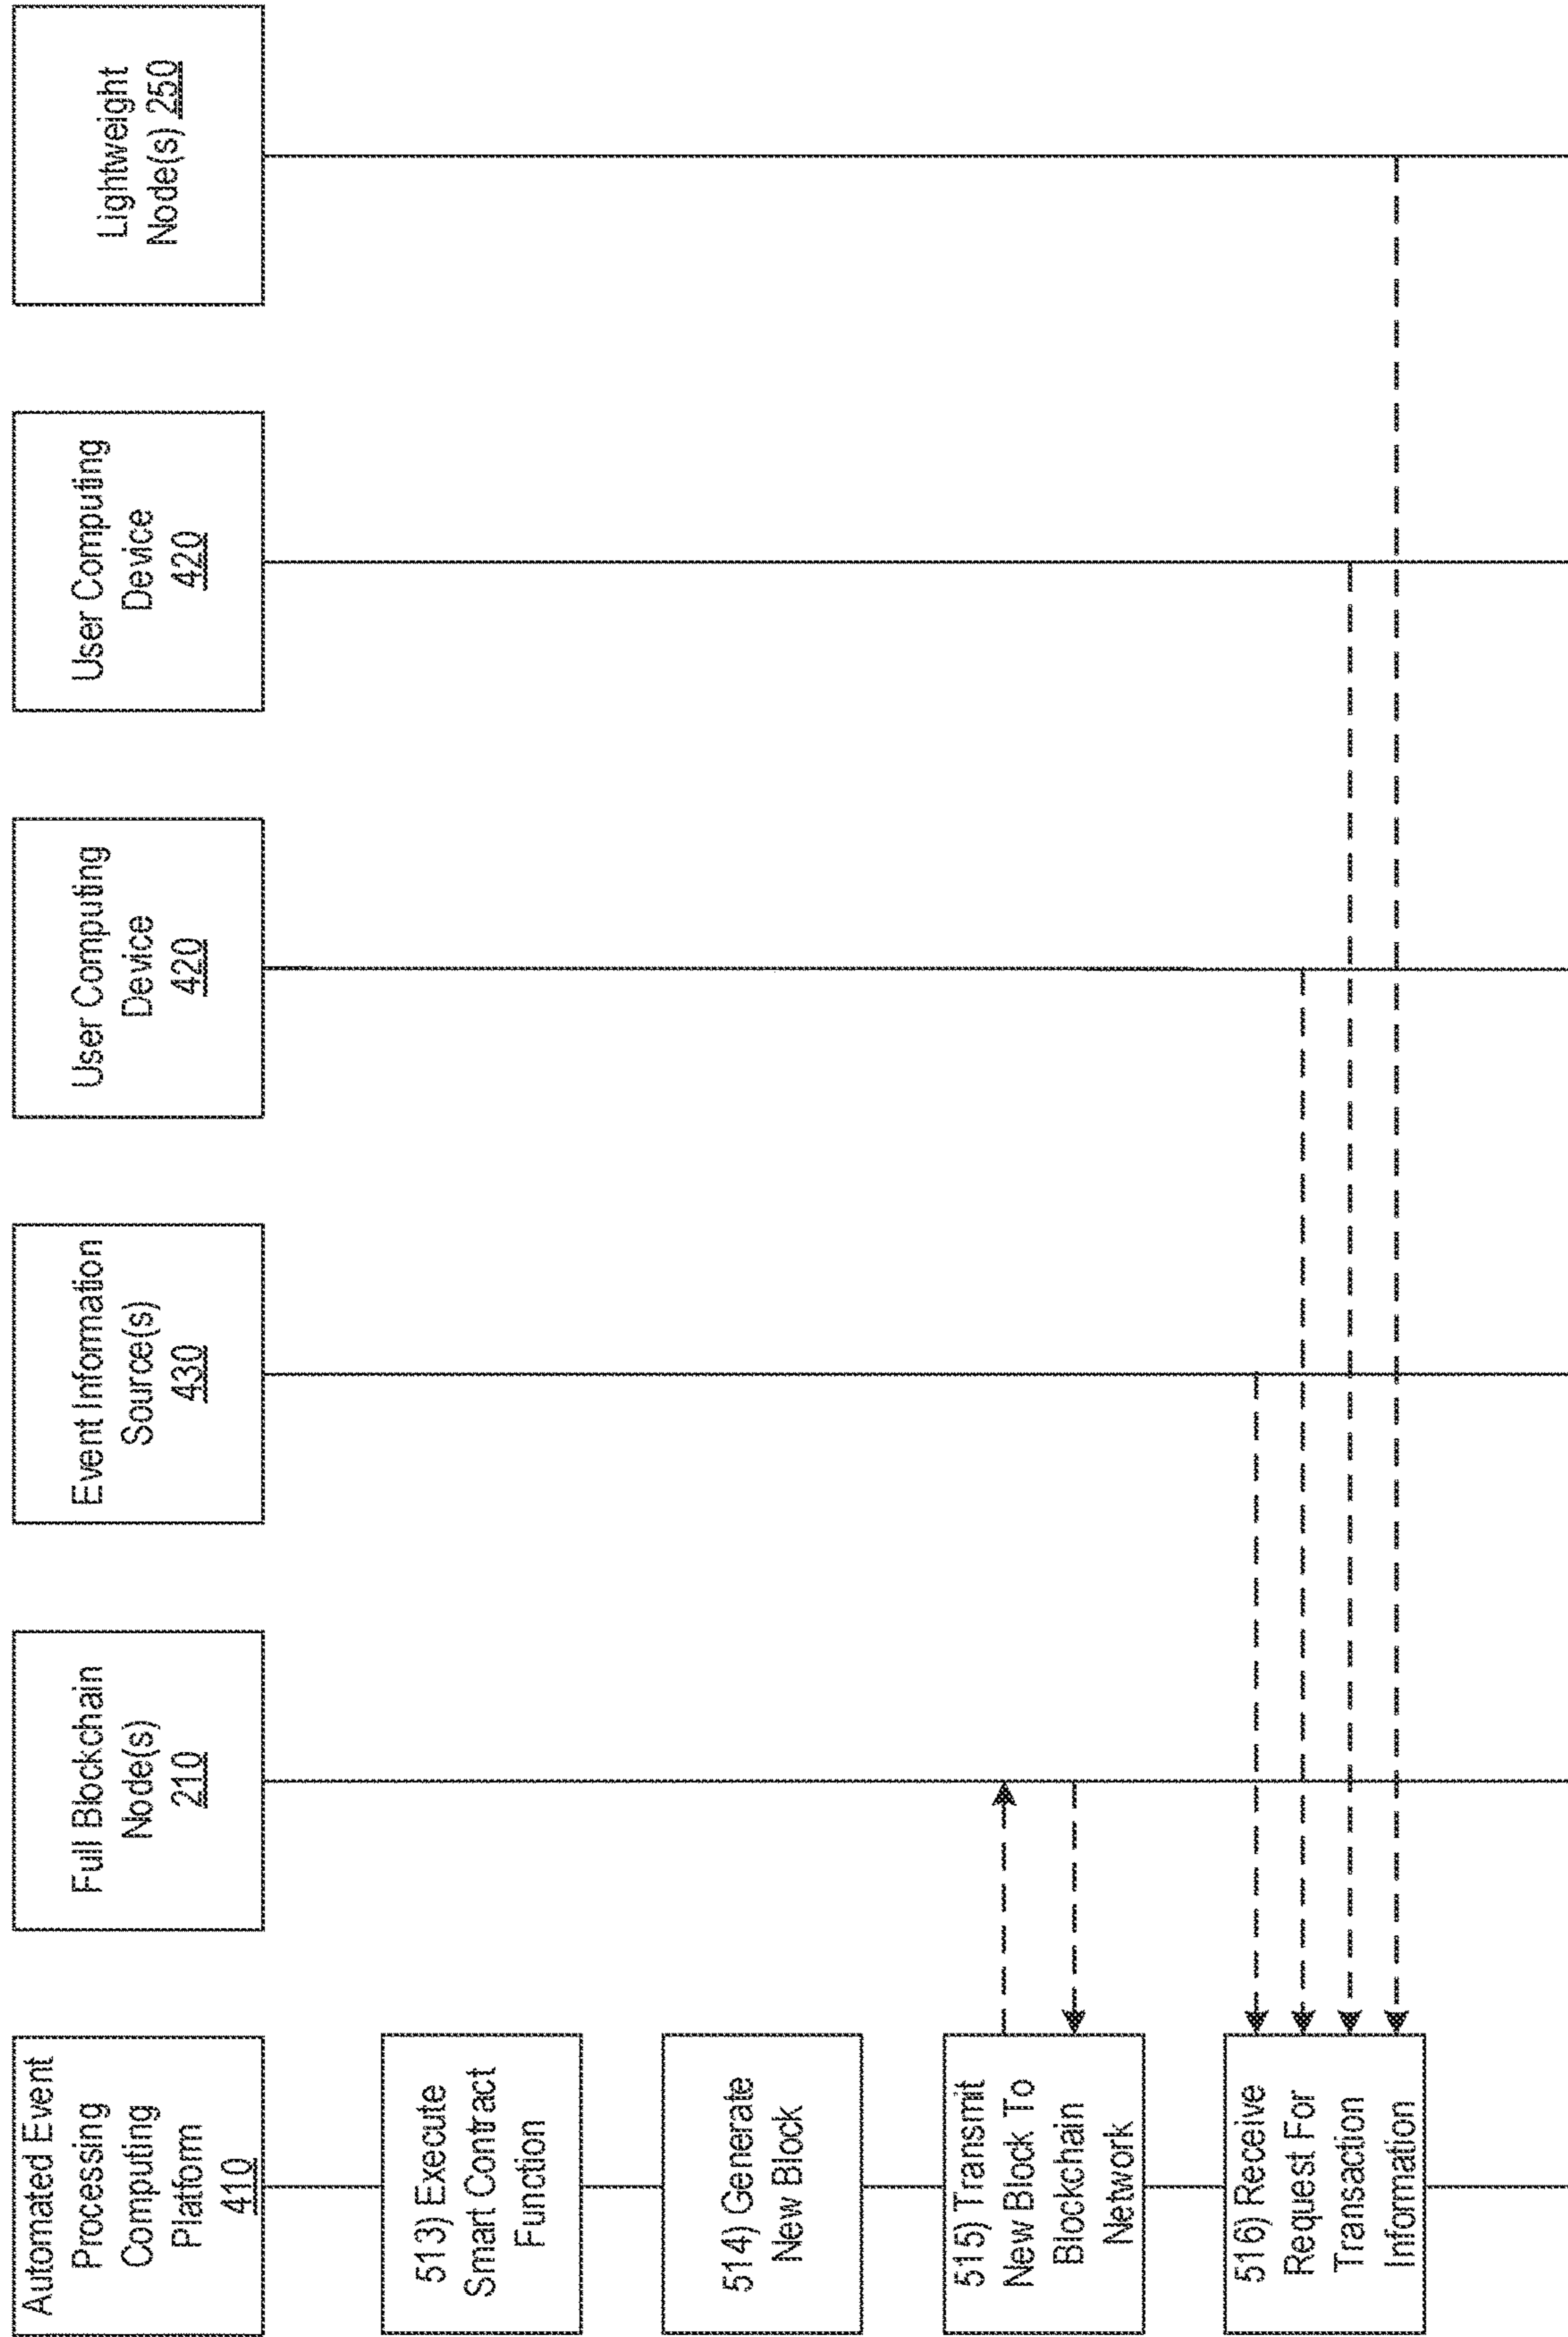 Automated Event
Processing
Computing
Platform
410
Full Blockchain
Node(s)
210
Event Information
Source(s)
430
User Computing
Device
420
User Computing
Device
420
Lightweight
Node(s) 250
513) Execute
Smart Contract
Function
514) Generate
New Block
515) Transmit
New Block To
Blockchain
Network
516) Receive
Request For
Transaction
Information